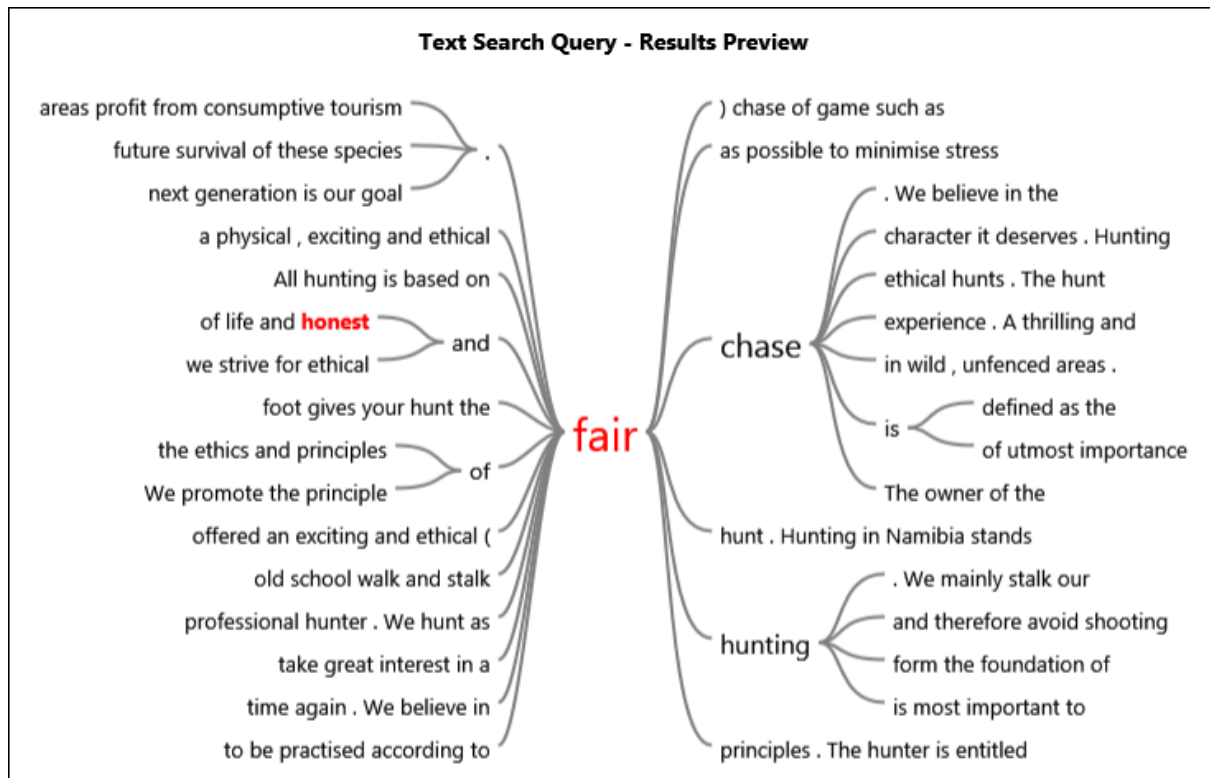 Text Search Query - Results Preview
areas profit from consumptive tourism
future survival of these species
next generation is our goal
.
a physical , exciting and ethical
All hunting is based on
of life and honest
we strive for ethical
and
foot gives your hunt the
the ethics and principles
We promote the principle
of
offered an exciting and ethical (
old school walk and stalk
professional hunter . We hunt as
take great interest in a
time again . We believe in
to be practised according to
fair
) chase of game such as
as possible to minimise stress
chase
. We believe in the
character it deserves . Hunting
ethical hunts . The hunt
experience . A thrilling and
in wild , unfenced areas .
is
defined as the
of utmost importance
The owner of the
hunt . Hunting in Namibia stands
hunting
. We mainly stalk our
and therefore avoid shooting
form the foundation of
is most important to
principles . The hunter is entitled